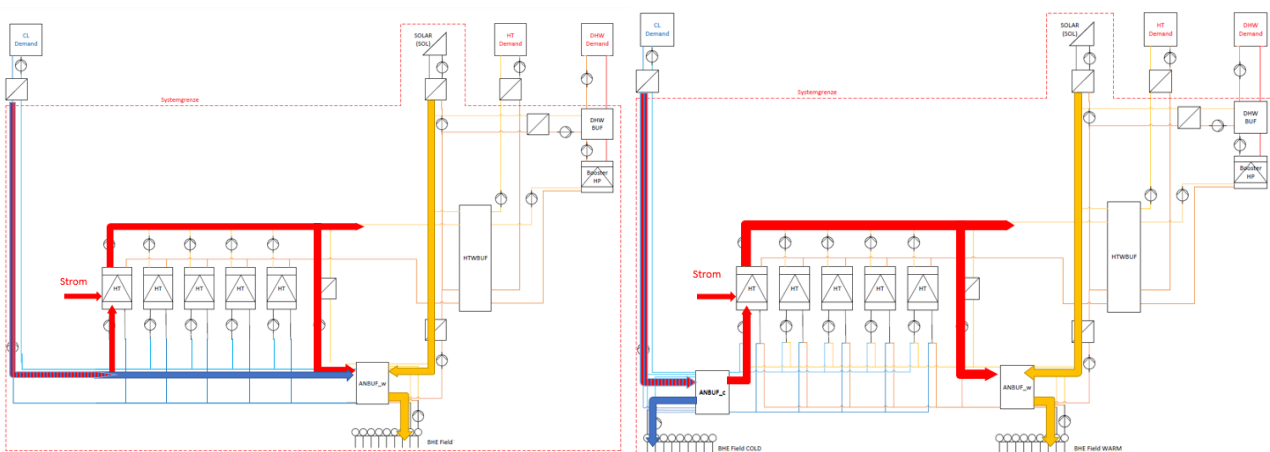 CL
Demand
SOLAR
(SOL)
HT
Demand
DHW
Demand
Systemgrenze
DHW
BUF
Booster
HP
HTWBUF
Strom
HT
HT
HT
HT
HT
ANBUF_w
BHE Field
CL
Demand
SOLAR
(SOL)
HT
Demand
DHW
Demand
Systemgrenze
DHW
BUF
Booster
HP
HTWBUF
Strom
HT
HT
HT
HT
HT
ANBUF_c
ANBUF_w
BHE Field COLD
BHE Field WARM